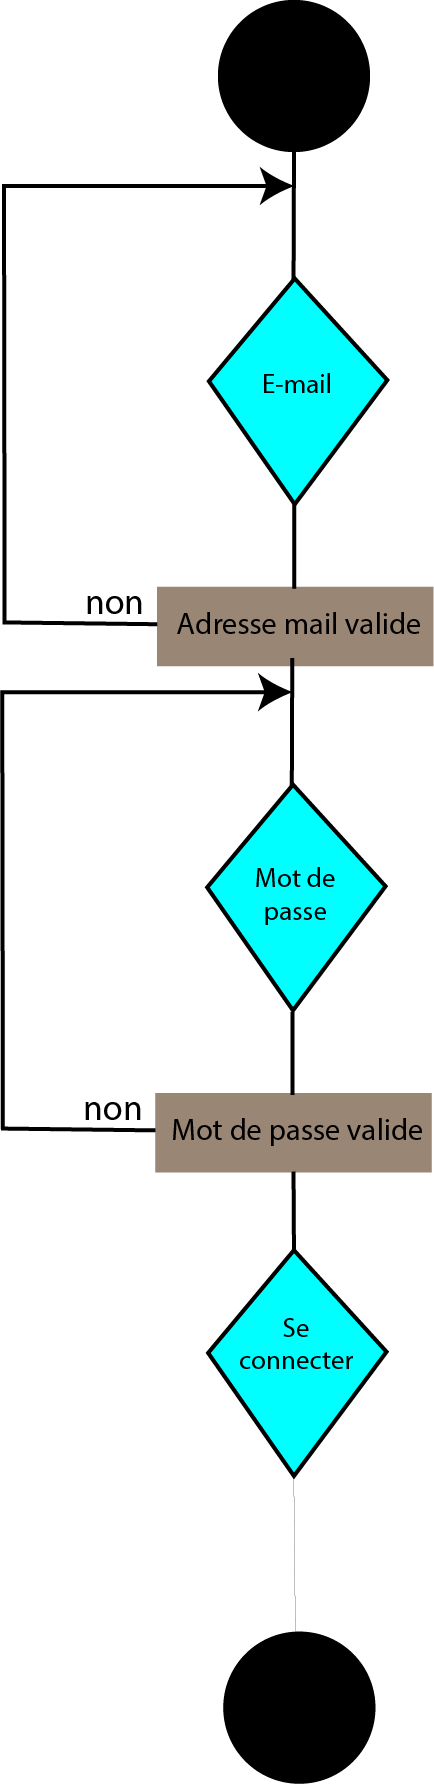 E-mail
non
Adresse mail valide
Mot de
passe
non
Mot de passe valide
Se
connecter